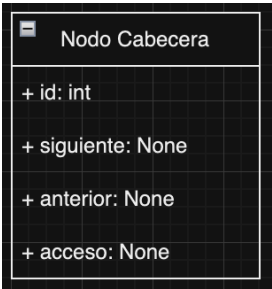 Nodo Cabecera
+ id: int
+ siguiente: None
+ anterior: None
+ acceso: None